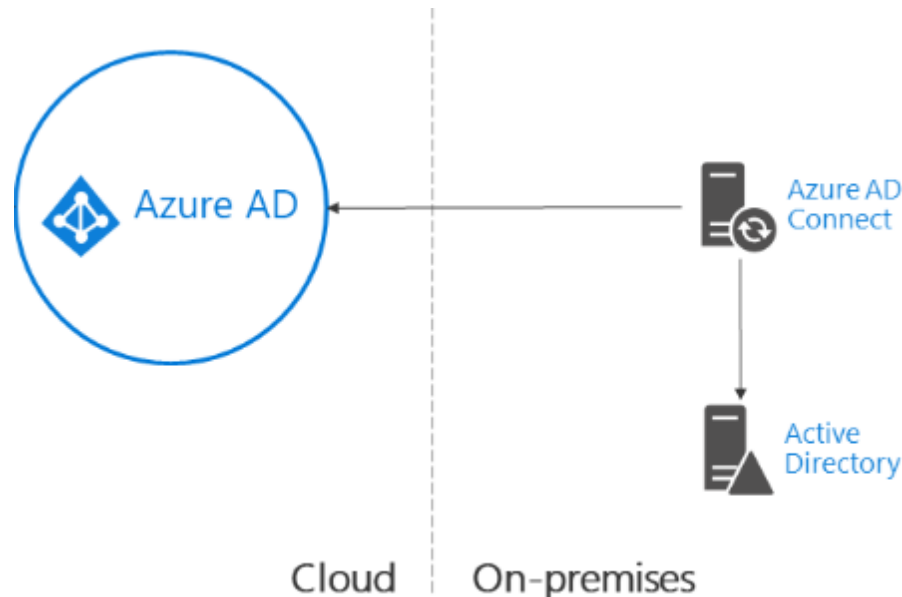 Azure AD
Azure AD
Connect
Active
Directory
Cloud
On-premises